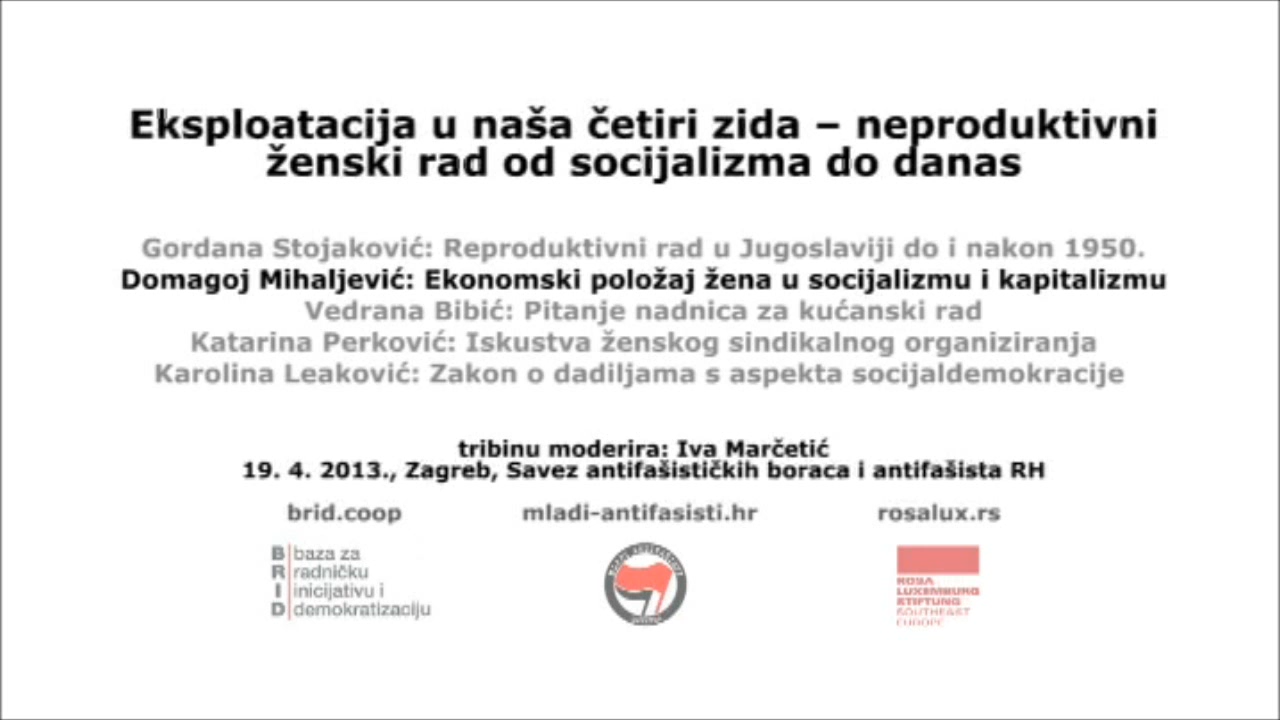 Eksploatacija u naša četiri zida – neproduktivni
ženski rad od socijalizma do danas
Gordana Stojaković: Reproduktivni rad u Jugoslaviji do i nakon 1950.
Domagoj Mihaljević: Ekonomski položaj žena u socijalizmu i kapitalizmu
Vedrana Bibić: Pitanje nadnica za kućanski rad
Katarina Perković: Iskustva ženskog sindikalnog organiziranja
Karolina Leaković: Zakon o dadiljama s aspekta socijaldemokracije
tribinu moderira: Iva Marčetić
19. 4. 2013., Zagreb, Savez antifašističkih boraca i antifašista RH
brid.coop
mladi-antifasisti.hr
rosalux.rs
B baza za
R radničku
I inicijativu i
D demokratizaciju
ROSA
LUXEMBURG
STIFTUNG
SOUTHEAST
EUROPE